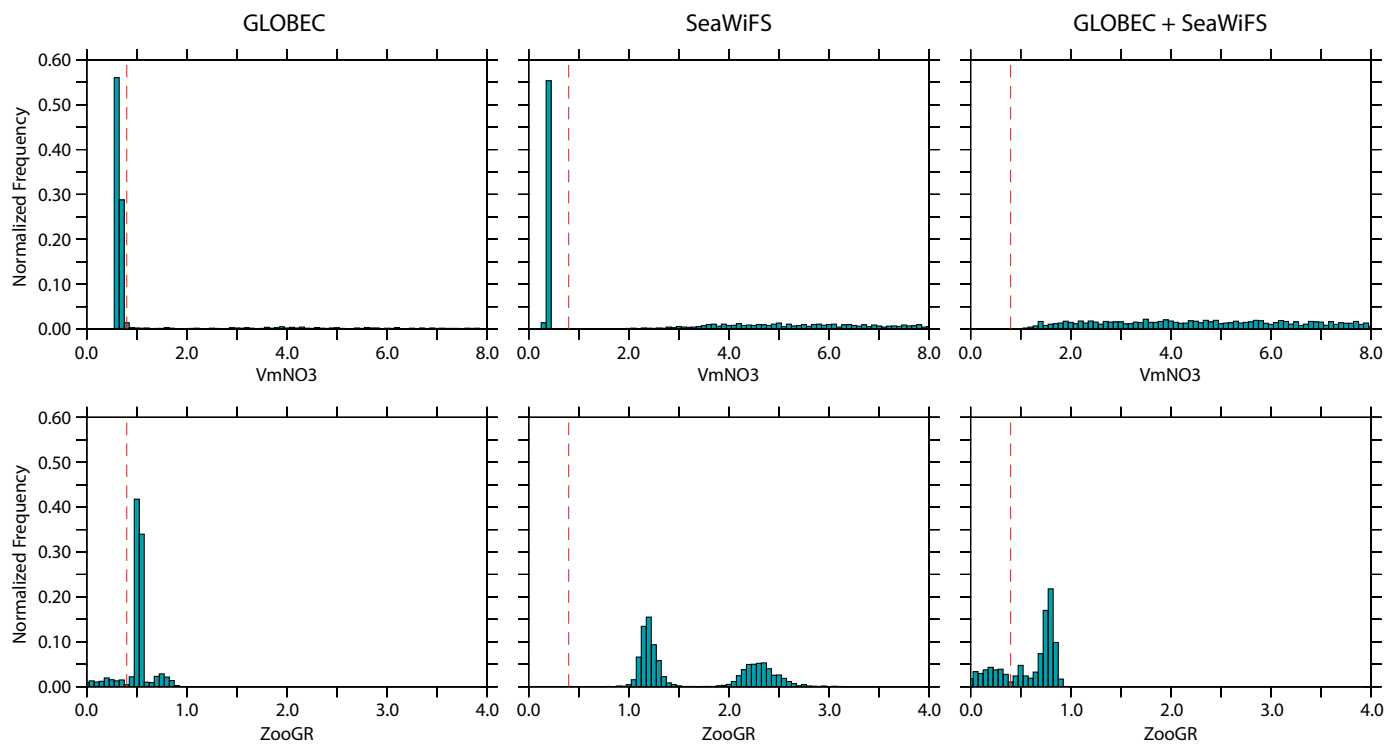 GLOBEC SeaWiFS GLOBEC + SeaWiFS
0.60
0.50
0.40
0.30
0.20
0.10
0.00
Normalized Frequency
0.0 2.0 4.0 6.0 8.0 0.0 2.0 4.0 6.0 8.0 0.0 2.0 4.0 6.0 8.0
VmNO3 VmNO3 VmNO3
0.60
0.50
0.40
0.30
0.20
0.10
0.00
Normalized Frequency
0.0 1.0 2.0 3.0 4.0 0.0 1.0 2.0 3.0 4.0 0.0 1.0 2.0 3.0 4.0
ZooGR ZooGR ZooGR